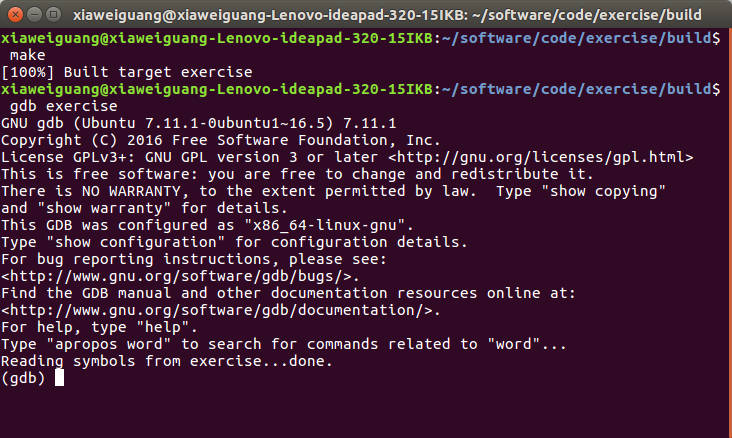 xiaweiguang@xiaweiguang-Lenovo-ideapad-320-15IKB: ~/software/code/exercise/build
xiaweiguang@xiaweiguang-Lenovo-ideapad-320-15IKB:~/software/code/exercise/build$
 make
[100%] Built target exercise
xiaweiguang@xiaweiguang-Lenovo-ideapad-320-15IKB:~/software/code/exercise/build$
 gdb exercise
GNU gdb (Ubuntu 7.11.1-0ubuntu1~16.5) 7.11.1
Copyright (C) 2016 Free Software Foundation, Inc.
License GPLv3+: GNU GPL version 3 or later <http://gnu.org/licenses/gpl.html>
This is free software: you are free to change and redistribute it.
There is NO WARRANTY, to the extent permitted by law.  Type "show copying"
and "show warranty" for details.
This GDB was configured as "x86_64-linux-gnu".
Type "show configuration" for configuration details.
For bug reporting instructions, please see:
<http://www.gnu.org/software/gdb/bugs/>.
Find the GDB manual and other documentation resources online at:
<http://www.gnu.org/software/gdb/documentation/>.
For help, type "help".
Type "apropos word" to search for commands related to "word"...
Reading symbols from exercise...done.
(gdb)